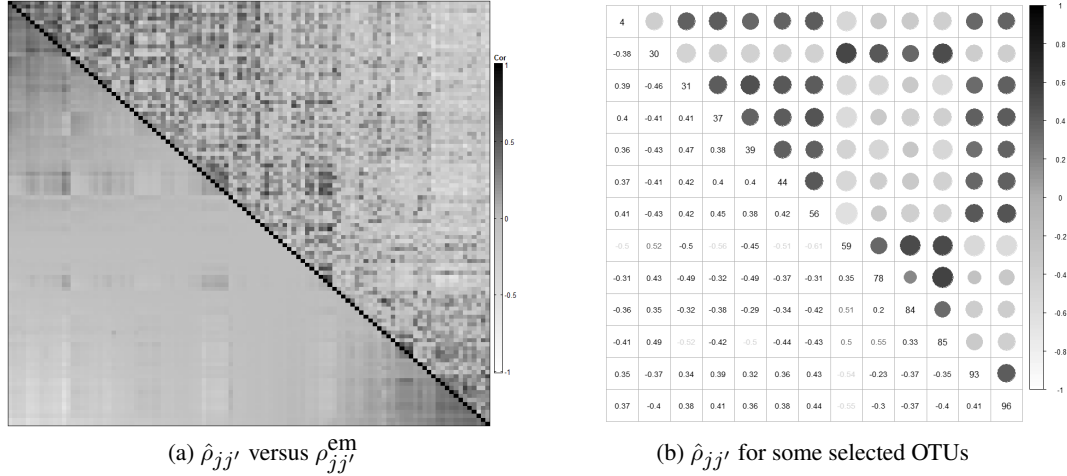 Cor
1
0.5
0
-0.5
-1
4
-0.38 30
0.39 -0.46 31
0.4 -0.41 0.41 37
0.36 -0.43 0.47 0.38 39
0.37 -0.41 0.42 0.4 0.4 44
0.41 -0.43 0.42 0.45 0.38 0.42 56
-0.5 0.52 -0.5 -0.56 -0.45 -0.51 -0.61 59
-0.31 0.43 -0.49 -0.32 -0.49 -0.37 -0.31 0.35 78
-0.36 0.35 -0.32 -0.38 -0.29 -0.34 -0.42 0.51 0.2 84
-0.41 0.49 -0.52 -0.42 -0.5 -0.44 -0.43 0.5 0.55 0.33 85
0.35 -0.37 0.34 0.39 0.32 0.36 0.43 -0.54 -0.23 -0.37 -0.35 93
0.37 -0.4 0.38 0.41 0.36 0.38 0.44 -0.55 -0.3 -0.37 -0.4 0.41 96
1
0.8
0.6
0.4
0.2
0
-0.2
-0.4
-0.6
-0.8
-1
(a) ρ̂jj′ versus ρjj′em
(b) ρ̂jj′ for some selected OTUs